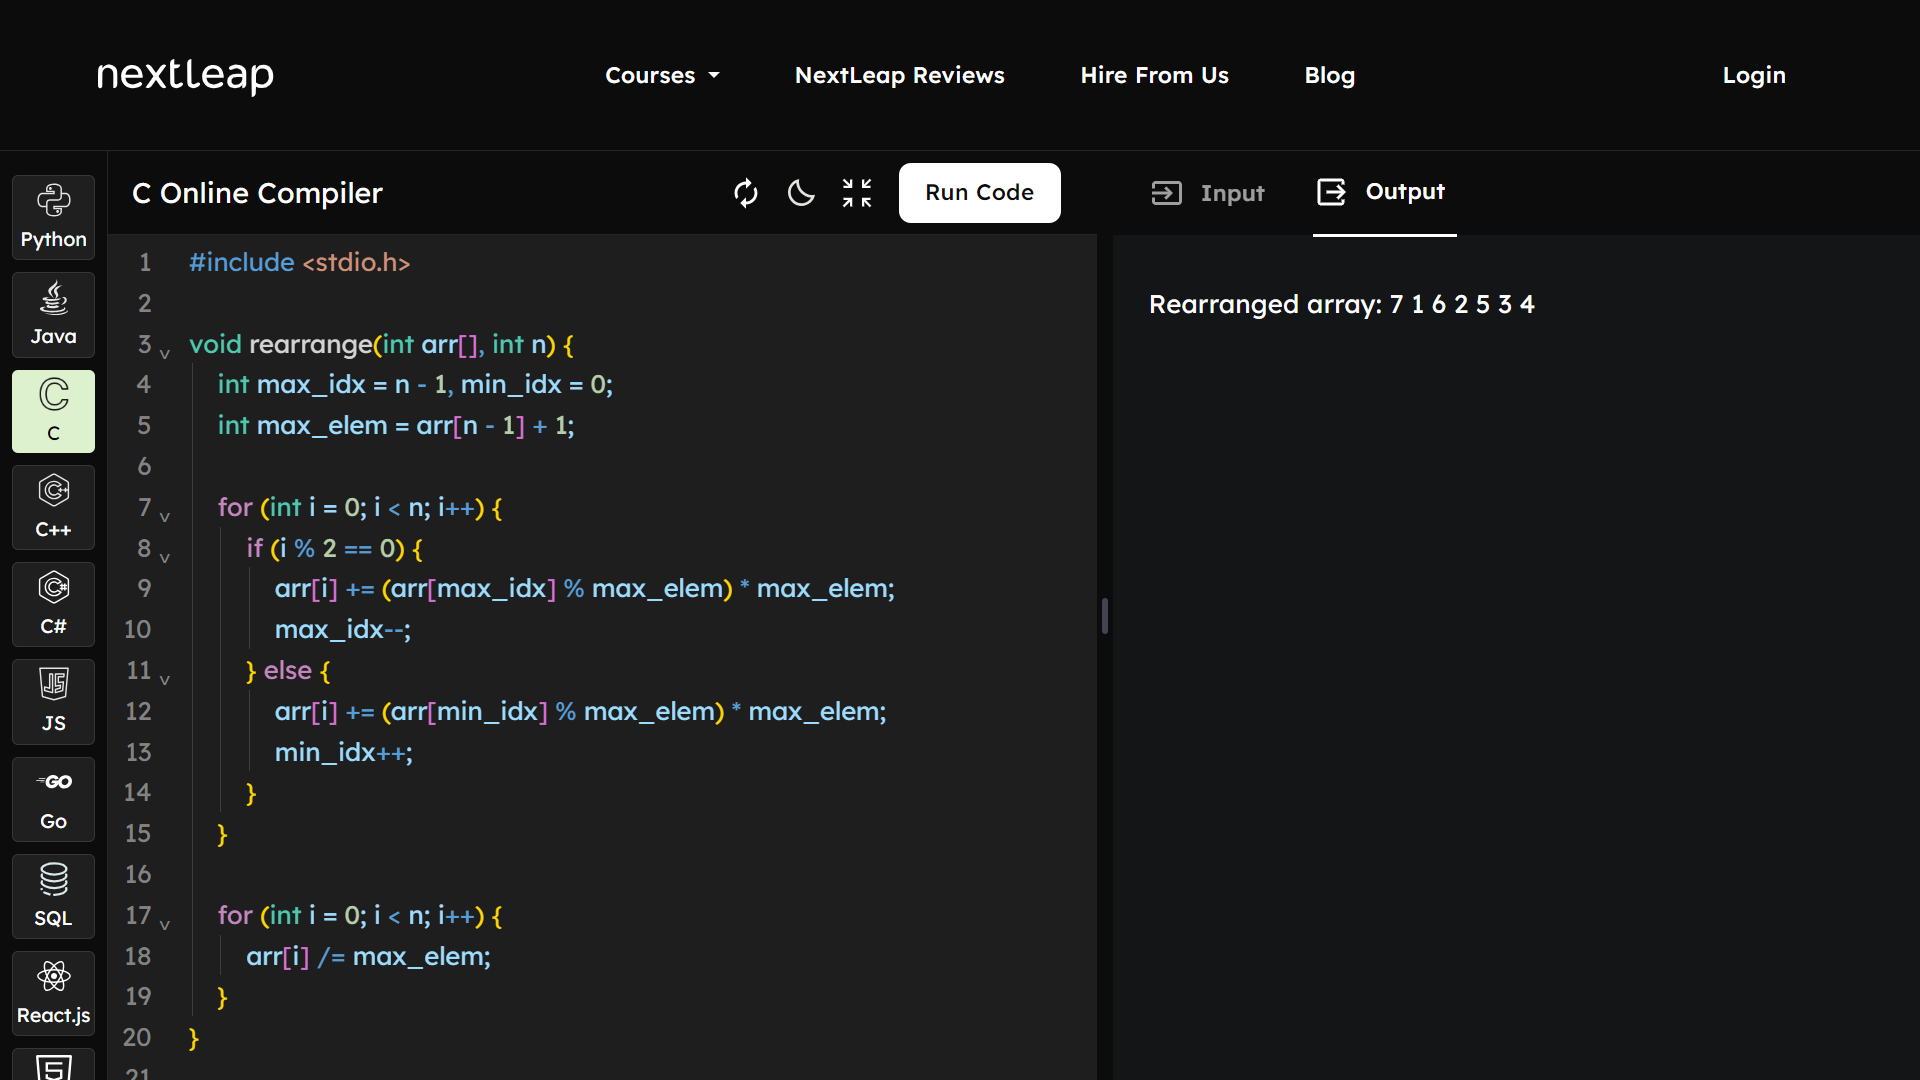 nextleap
Courses
NextLeap Reviews
Hire From Us
Blog
Login
Python
Java
C
C
C++
C++
C#
C#
JS
JS
GO
Go
SQL
React.js
5
C Online Compiler
Run Code
Input
Output
1 #include <stdio.h>
2
3 void rearrange(int arr[], int n) {
4 int max_idx = n - 1, min_idx = 0;
5 int max_elem = arr[n - 1] + 1;
6
7 for (int i = 0; i < n; i++) {
8 if (i % 2 == 0) {
9 arr[i] += (arr[max_idx] % max_elem) * max_elem;
10 max_idx--;
11 } else {
12 arr[i] += (arr[min_idx] % max_elem) * max_elem;
13 min_idx++;
14 }
15 }
16
17 for (int i = 0; i < n; i++) {
18 arr[i] /= max_elem;
19 }
20 }
21
Rearranged array: 7 1 6 2 5 3 4